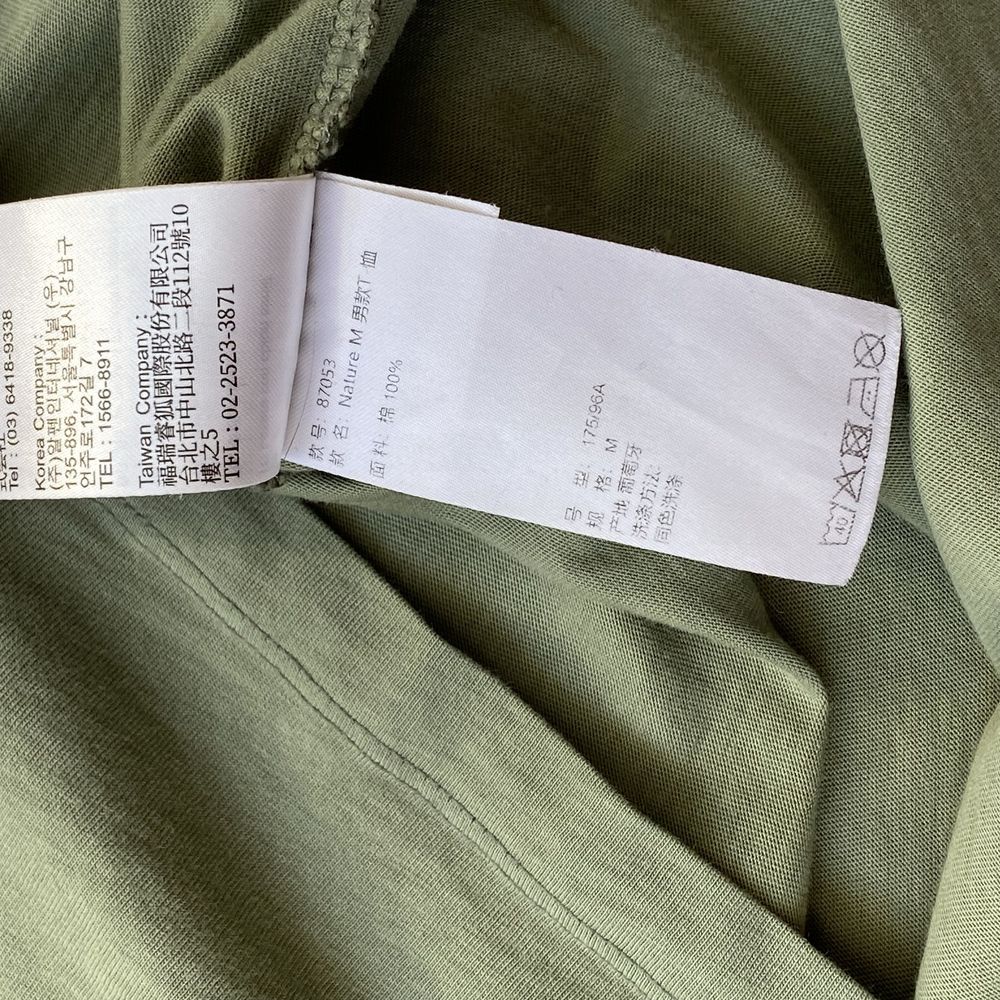 Tel : (03) 6418-9338
Korea Company :
(주)알펜인터네셔널 (우)
135-896, 서울특별시 강남구
언주로172길 7
TEL : 1566-8911
Taiwan Company :
福瑞睿狐國際股份有限公司
台北市中山北路二段112號10
樓之5
TEL : 02-2523-3871
款号: 87053
款 名: Nature M 男款T 恤
面 料: 棉 100%
号 型: 175/96A
规 格: M
产地: 葡萄牙
洗涤方法:
同色洗涤
40